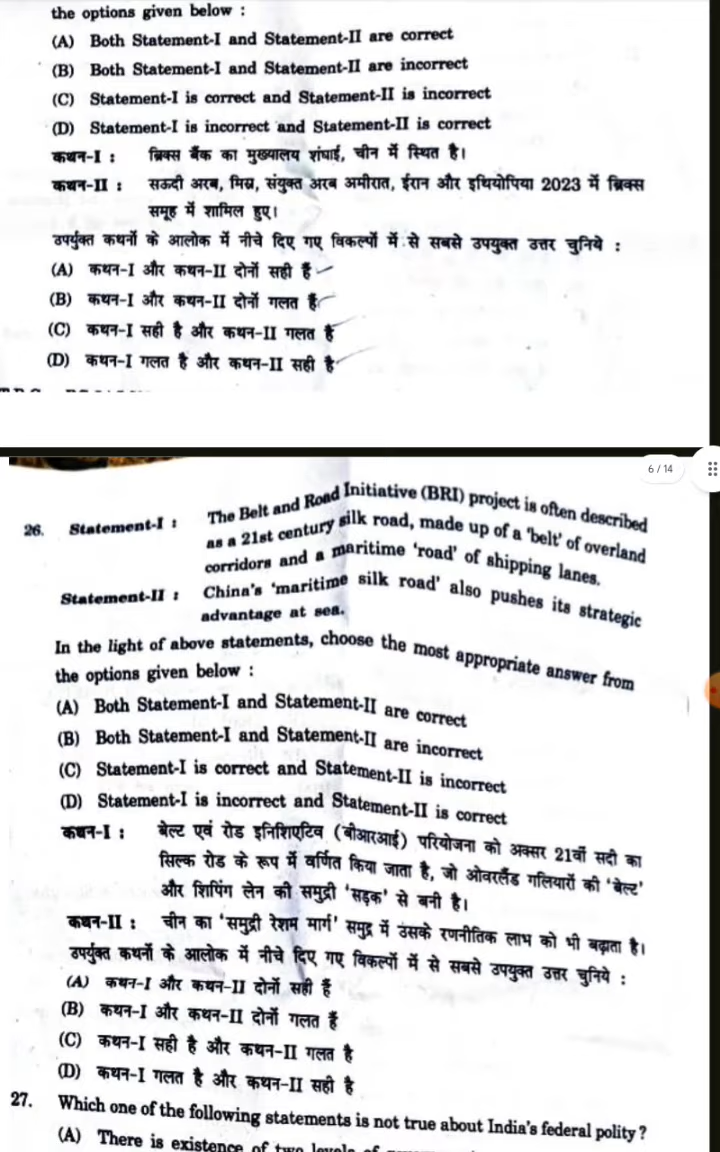 the options given below :
(A) Both Statement-I and Statement-II are correct
(B) Both Statement-I and Statement-II are incorrect
(C) Statement-I is correct and Statement-II is incorrect
(D) Statement-I is incorrect and Statement-II is correct
कथन-I : ब्रिक्स बैंक का मुख्यालय शंघाई, चीन में स्थित है।
कथन-II : सऊदी अरब, मिस्र, संयुक्त अरब अमीरात, ईरान और इथियोपिया 2023 में ब्रिक्स
समूह में शामिल हुए।
उपर्युक्त कथनों के आलोक में नीचे दिए गए विकल्पों में से सबसे उपयुक्त उत्तर चुनिये :
(A) कथन-I और कथन-II दोनों सही हैं
(B) कथन-I और कथन-II दोनों गलत हैं
(C) कथन-I सही है और कथन-II गलत है
(D) कथन-I गलत है और कथन-II सही है
6 / 14
26. Statement-I : The Belt and Road Initiative (BRI) project is often described
as a 21st century silk road, made up of a 'belt' of overland
corridors and a maritime 'road' of shipping lanes.
Statement-II : China's 'maritime silk road' also pushes its strategic
advantage at sea.
In the light of above statements, choose the most appropriate answer from
the options given below :
(A) Both Statement-I and Statement-II are correct
(B) Both Statement-I and Statement-II are incorrect
(C) Statement-I is correct and Statement-II is incorrect
(D) Statement-I is incorrect and Statement-II is correct
कथन-I : बेल्ट एवं रोड इनिशिएटिव (बीआरआई) परियोजना को अक्सर 21वीं सदी का
सिल्क रोड के रूप में वर्णित किया जाता है, जो ओवरलैंड गलियारों की 'बेल्ट'
और शिपिंग लेन की समुद्री 'सड़क' से बनी है।
कथन-II : चीन का 'समुद्री रेशम मार्ग' समुद्र में उसके रणनीतिक लाभ को भी बढ़ाता है।
उपर्युक्त कथनों के आलोक में नीचे दिए गए विकल्पों में से सबसे उपयुक्त उत्तर चुनिये :
(A) कथन-I और कथन-II दोनों सही हैं
(B) कथन-I और कथन-II दोनों गलत हैं
(C) कथन-I सही है और कथन-II गलत है
(D) कथन-I गलत है और कथन-II सही है
27. Which one of the following statements is not true about India's federal polity ?
(A) There is existence of two levels of